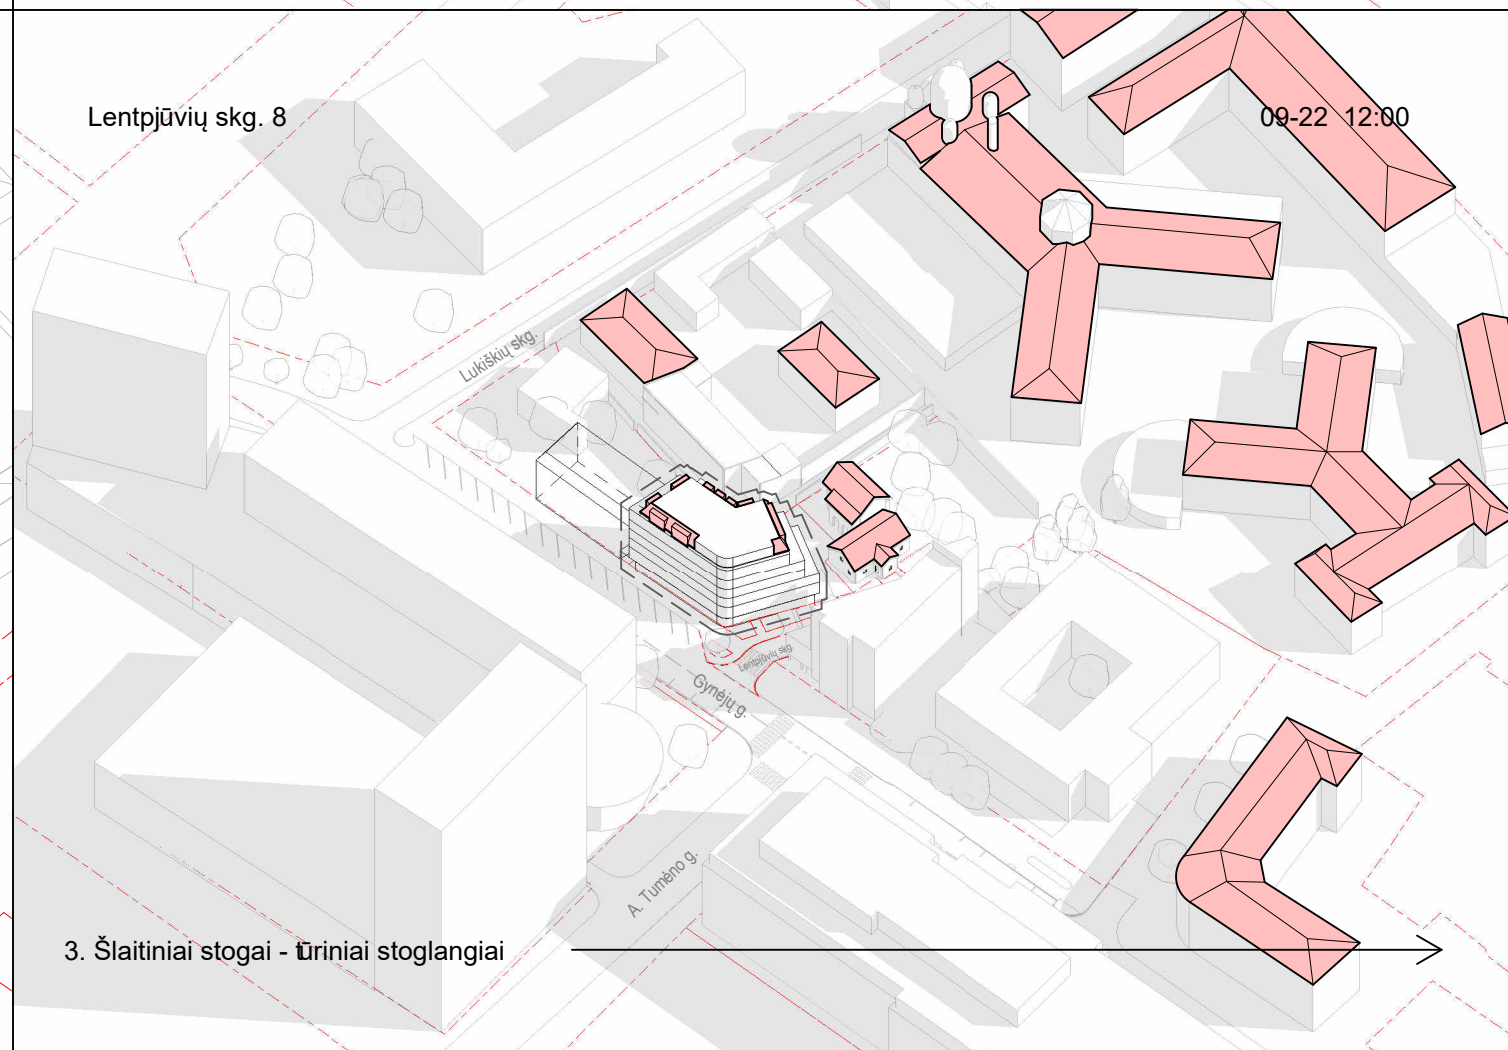 Lentpjūvių skg. 8
09-22 12:00
Lukiškių skg.
Lentpjūvių skg.
Gynėjų g.
A. Tumėno g.
3. Šlaitiniai stogai - tūriniai stoglangiai